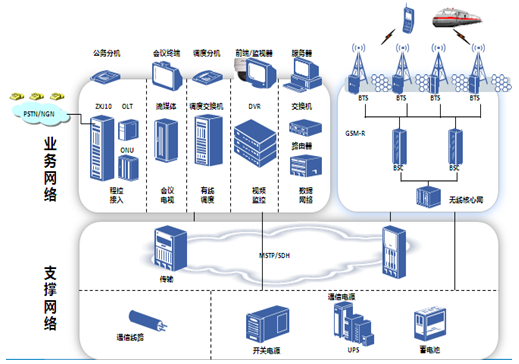 公务分机 会议终端 调度分机 前端/监视器 服务器
ZXJ10 OLT 流媒体 调度交换机 DVR 交换机
PSTN/NGN
ONU
路由器
程控接入
会议电视
有线调度
视频监控
数据网络
业务网络
BTS BTS BTS BTS
GSM-R
BSC BSC
无线核心网
支撑网络
传输
MSTP/SDH
通信电源
通信线路 开关电源 UPS 蓄电池